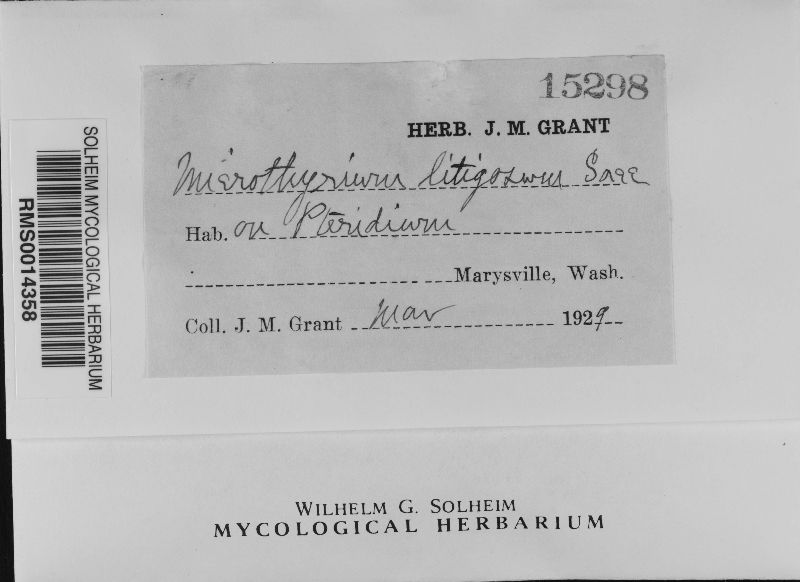 15298
HERB. J. M. GRANT
Microthyrium litigosum Sacc
Hab. on Pteridium
Marysville, Wash.
Coll. J. M. Grant Mar 1929
SOLHEIM MYCOLOGICAL HERBARIUM
RMS0014358
WILHELM G. SOLHEIM
MYCOLOGICAL HERBARIUM